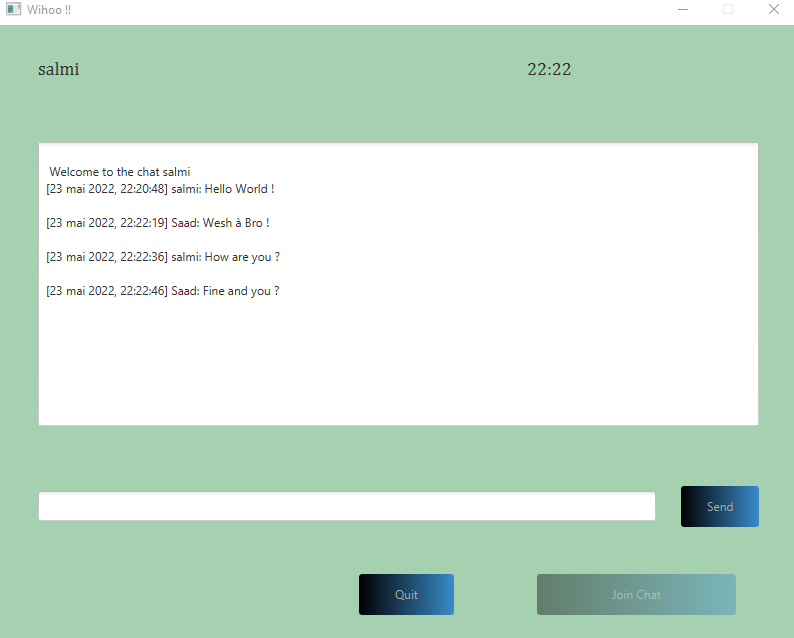 Wihoo !!
salmi 22:22
Welcome to the chat salmi
[23 mai 2022, 22:20:48] salmi: Hello World !
[23 mai 2022, 22:22:19] Saad: Wesh à Bro !
[23 mai 2022, 22:22:36] salmi: How are you ?
[23 mai 2022, 22:22:46] Saad: Fine and you ?
Send
Quit Join Chat